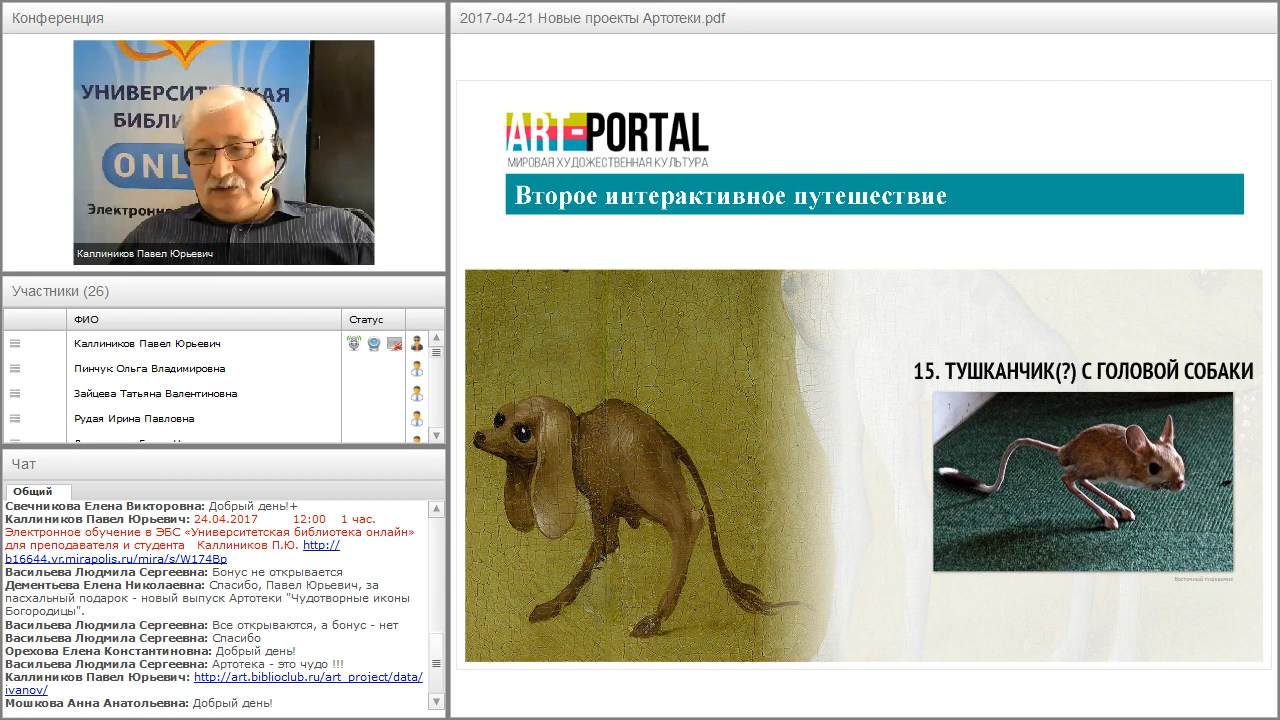 Конференция
УНИВЕРСИТ СКАЯ
БИБЛИ
ONL
Электронно
Каллиников Павел Юрьевич
Участники (26)
ФИО Статус
Каллиников Павел Юрьевич
Пинчук Ольга Владимировна
Зайцева Татьяна Валентиновна
Рудая Ирина Павловна
Чат
Общий
Свечникова Елена Викторовна: Добрый день!+
Каллиников Павел Юрьевич: 24.04.2017 12:00 1 час.
Электронное обучение в ЭБС «Университетская библиотека онлайн»
для преподавателя и студента Каллиников П.Ю. http://
b16644.vr.mirapolis.ru/mira/s/W174Bp
Васильева Людмила Сергеевна: Бонус не открывается
Дементьева Елена Николаевна: Спасибо, Павел Юрьевич, за
пасхальный подарок - новый выпуск Артотеки "Чудотворные иконы
Богородицы".
Васильева Людмила Сергеевна: Все открываются, а бонус - нет
Васильева Людмила Сергеевна: Спасибо
Орехова Елена Константиновна: Добрый день!
Васильева Людмила Сергеевна: Артотека - это чудо !!!
Каллиников Павел Юрьевич: http://art.biblioclub.ru/art_project/data/
ivanov/
Мошкова Анна Анатольевна: Добрый день!
2017-04-21 Новые проекты Артотеки.pdf
ART-PORTAL
МИРОВАЯ ХУДОЖЕСТВЕННАЯ КУЛЬТУРА
Второе интерактивное путешествие
15. ТУШКАНЧИК(?) С ГОЛОВОЙ СОБАКИ
Восточный тушканчик